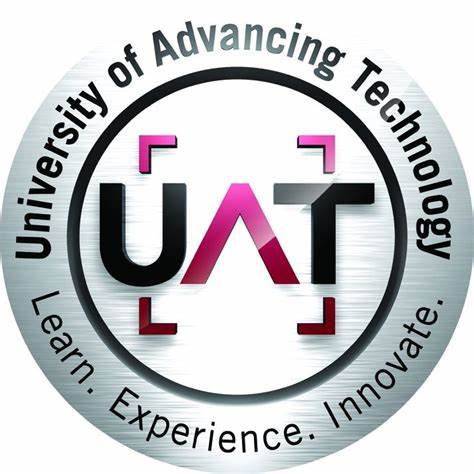 University of Advancing Technology
UAT
Learn. Experience. Innovate.